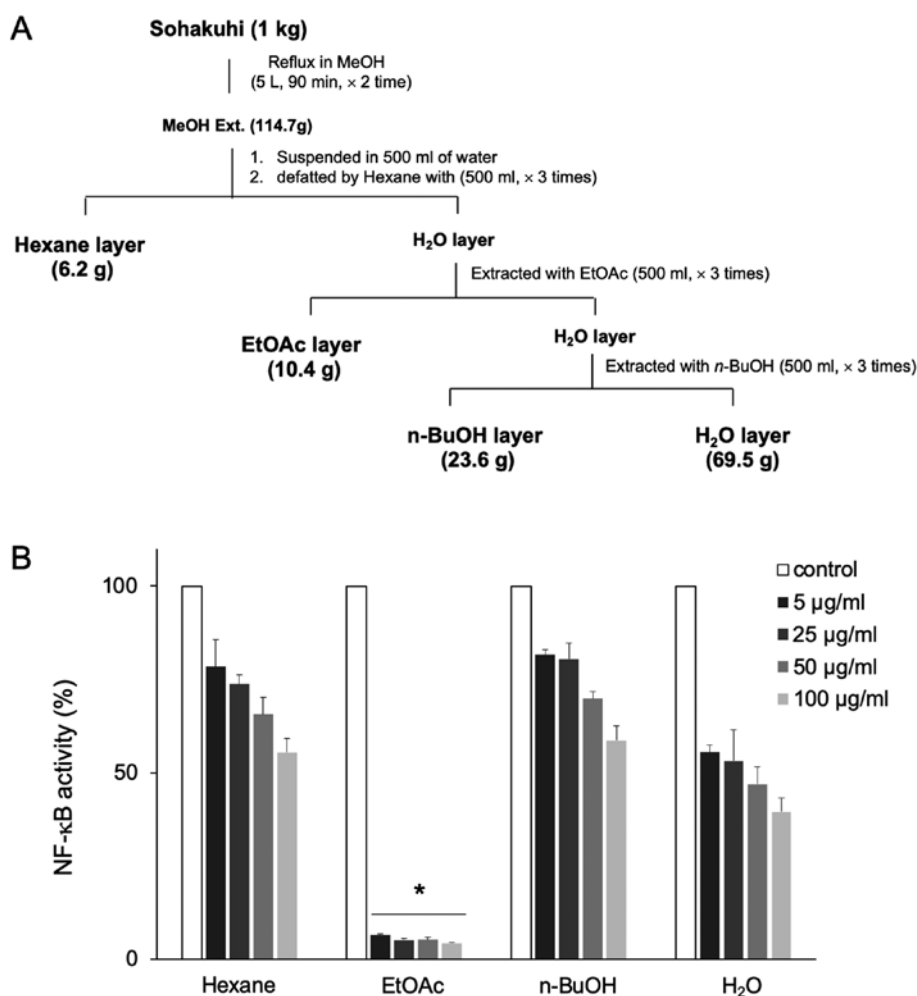 A
Sohakuhi (1 kg)
Reflux in MeOH
(5 L, 90 min, × 2 time)
MeOH Ext. (114.7g)
1. Suspended in 500 ml of water
2. defatted by Hexane with (500 ml, × 3 times)
Hexane layer
(6.2 g)
H₂O layer
Extracted with EtOAc (500 ml, × 3 times)
EtOAc layer
(10.4 g)
H₂O layer
Extracted with n-BuOH (500 ml, × 3 times)
n-BuOH layer
(23.6 g)
H₂O layer
(69.5 g)
B
NF-κB activity (%)
100
50
0
control
5 µg/ml
25 µg/ml
50 µg/ml
100 µg/ml
*
Hexane
EtOAc
n-BuOH
H₂O